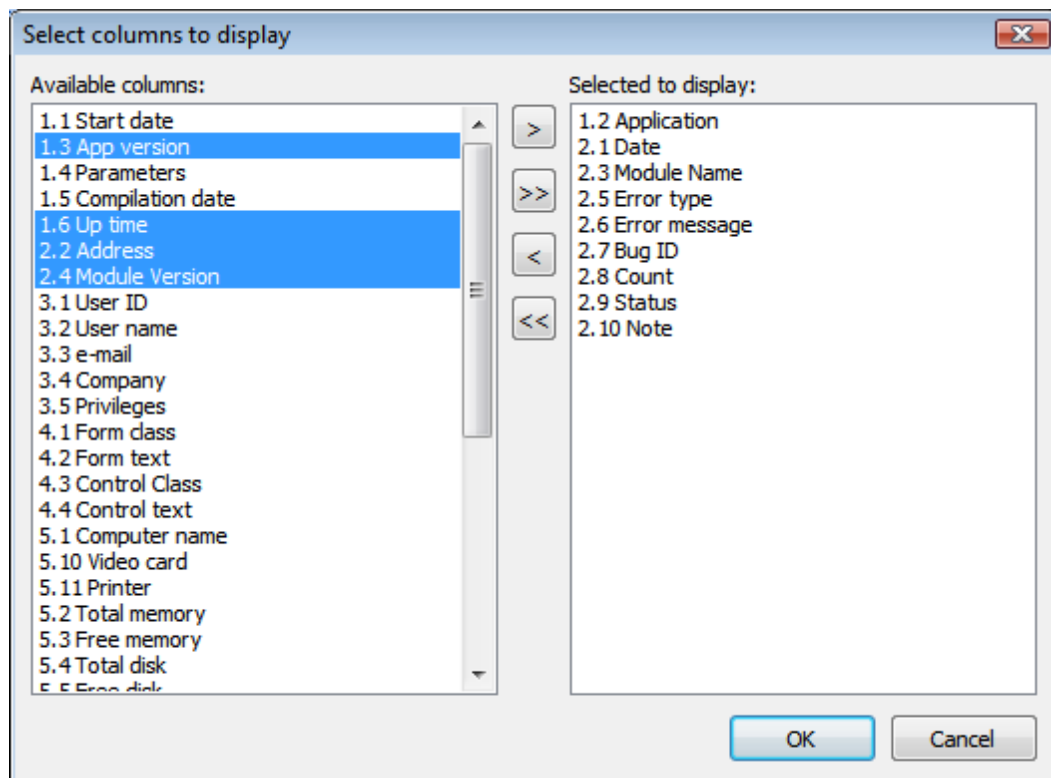 Select columns to display
Available columns:
1.1 Start date
1.3 App version
1.4 Parameters
1.5 Compilation date
1.6 Up time
2.2 Address
2.4 Module Version
3.1 User ID
3.2 User name
3.3 e-mail
3.4 Company
3.5 Privileges
4.1 Form class
4.2 Form text
4.3 Control Class
4.4 Control text
5.1 Computer name
5.10 Video card
5.11 Printer
5.2 Total memory
5.3 Free memory
5.4 Total disk
5.5 Free disk
>
>>
<
<<
Selected to display:
1.2 Application
2.1 Date
2.3 Module Name
2.5 Error type
2.6 Error message
2.7 Bug ID
2.8 Count
2.9 Status
2.10 Note
OK
Cancel